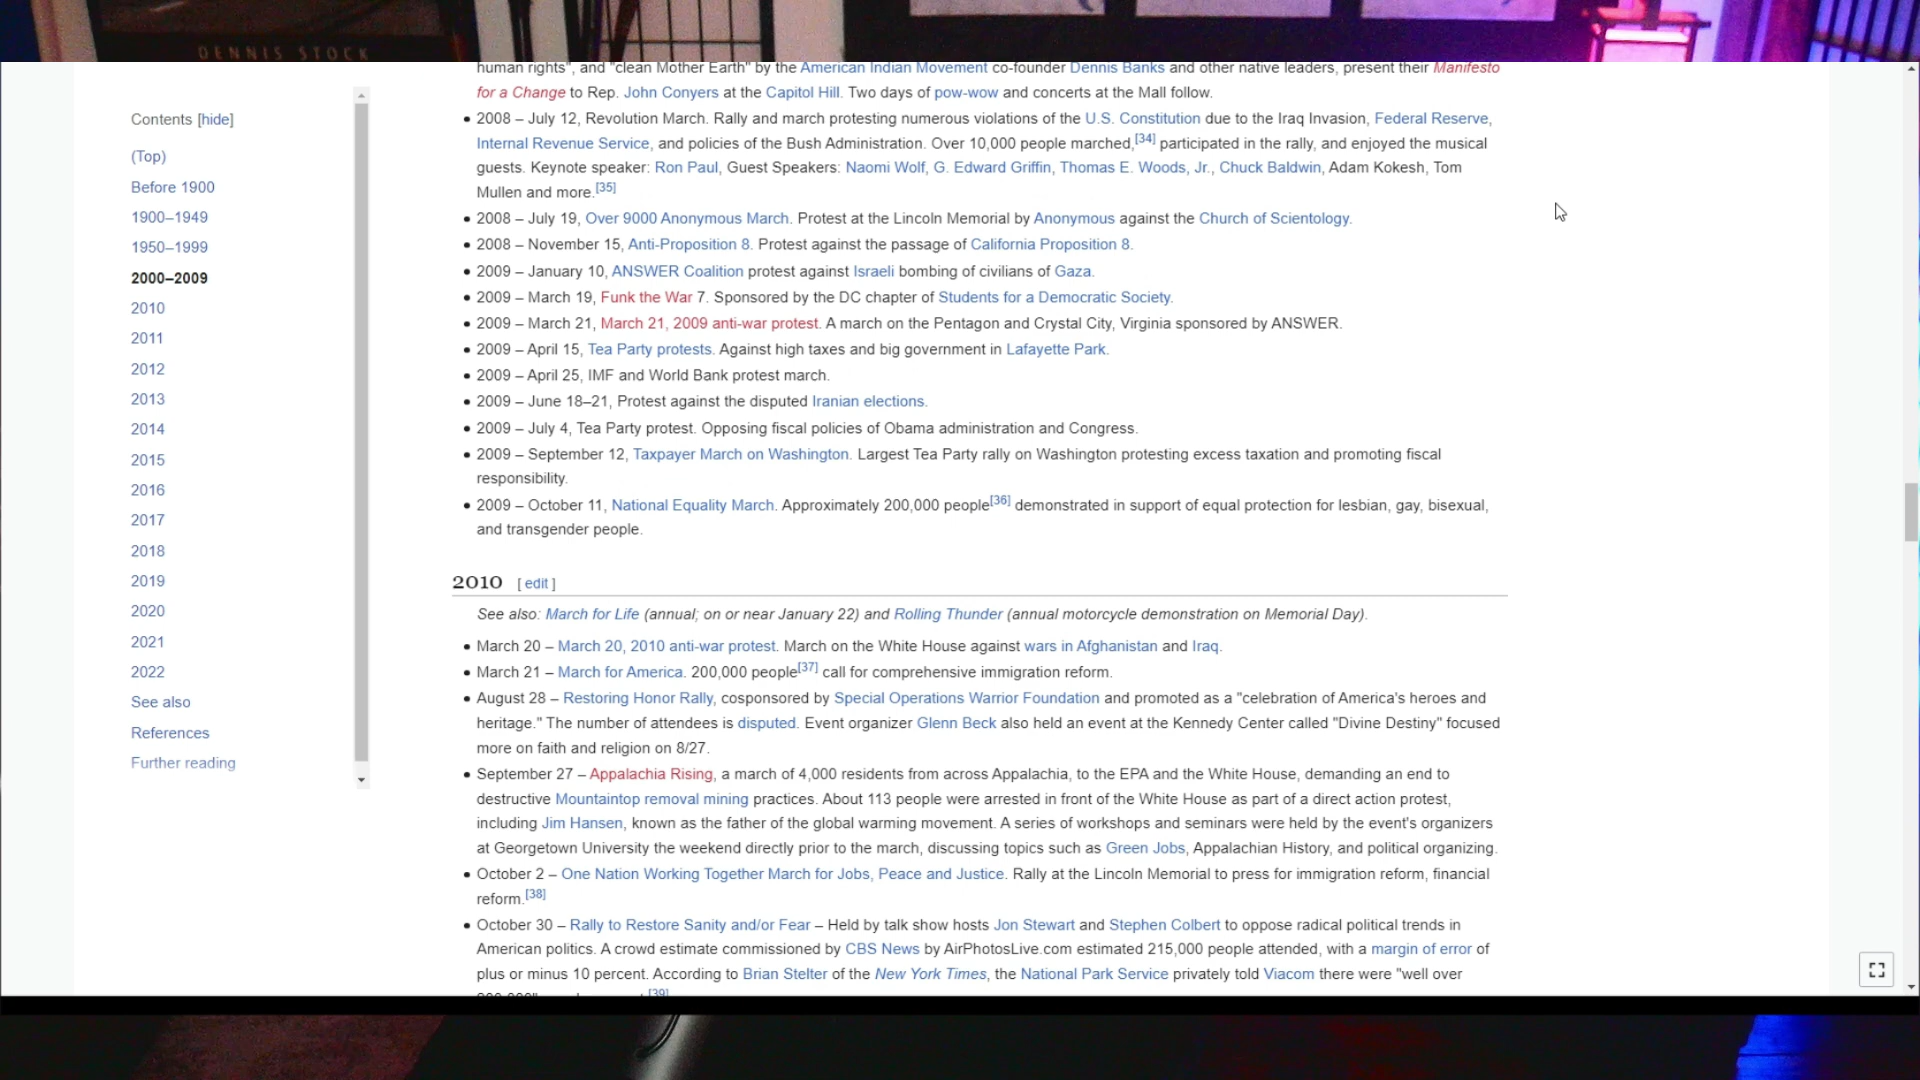 DENNIS STOCK
human rights", and "clean Mother Earth" by the American Indian Movement co-founder Dennis Banks and other native leaders, present their Manifesto
for a Change to Rep. John Conyers at the Capitol Hill. Two days of pow-wow and concerts at the Mall follow.
Contents [hide]
(Top)
Before 1900
1900–1949
1950–1999
2000–2009
2010
2011
2012
2013
2014
2015
2016
2017
2018
2019
2020
2021
2022
See also
References
Further reading
• 2008 – July 12, Revolution March. Rally and march protesting numerous violations of the U.S. Constitution due to the Iraq Invasion, Federal Reserve,
Internal Revenue Service, and policies of the Bush Administration. Over 10,000 people marched,[34] participated in the rally, and enjoyed the musical
guests. Keynote speaker: Ron Paul, Guest Speakers: Naomi Wolf, G. Edward Griffin, Thomas E. Woods, Jr., Chuck Baldwin, Adam Kokesh, Tom
Mullen and more.[35]
• 2008 – July 19, Over 9000 Anonymous March. Protest at the Lincoln Memorial by Anonymous against the Church of Scientology.
• 2008 – November 15, Anti-Proposition 8. Protest against the passage of California Proposition 8.
• 2009 – January 10, ANSWER Coalition protest against Israeli bombing of civilians of Gaza.
• 2009 – March 19, Funk the War 7. Sponsored by the DC chapter of Students for a Democratic Society.
• 2009 – March 21, March 21, 2009 anti-war protest. A march on the Pentagon and Crystal City, Virginia sponsored by ANSWER.
• 2009 – April 15, Tea Party protests. Against high taxes and big government in Lafayette Park.
• 2009 – April 25, IMF and World Bank protest march.
• 2009 – June 18–21, Protest against the disputed Iranian elections.
• 2009 – July 4, Tea Party protest. Opposing fiscal policies of Obama administration and Congress.
• 2009 – September 12, Taxpayer March on Washington. Largest Tea Party rally on Washington protesting excess taxation and promoting fiscal
responsibility.
• 2009 – October 11, National Equality March. Approximately 200,000 people[36] demonstrated in support of equal protection for lesbian, gay, bisexual,
and transgender people.
2010 [ edit ]
See also: March for Life (annual; on or near January 22) and Rolling Thunder (annual motorcycle demonstration on Memorial Day).
• March 20 – March 20, 2010 anti-war protest. March on the White House against wars in Afghanistan and Iraq.
• March 21 – March for America. 200,000 people[37] call for comprehensive immigration reform.
• August 28 – Restoring Honor Rally, cosponsored by Special Operations Warrior Foundation and promoted as a "celebration of America's heroes and
heritage." The number of attendees is disputed. Event organizer Glenn Beck also held an event at the Kennedy Center called "Divine Destiny" focused
more on faith and religion on 8/27.
• September 27 – Appalachia Rising, a march of 4,000 residents from across Appalachia, to the EPA and the White House, demanding an end to
destructive Mountaintop removal mining practices. About 113 people were arrested in front of the White House as part of a direct action protest,
including Jim Hansen, known as the father of the global warming movement. A series of workshops and seminars were held by the event's organizers
at Georgetown University the weekend directly prior to the march, discussing topics such as Green Jobs, Appalachian History, and political organizing.
• October 2 – One Nation Working Together March for Jobs, Peace and Justice. Rally at the Lincoln Memorial to press for immigration reform, financial
reform.[38]
• October 30 – Rally to Restore Sanity and/or Fear – Held by talk show hosts Jon Stewart and Stephen Colbert to oppose radical political trends in
American politics. A crowd estimate commissioned by CBS News by AirPhotosLive.com estimated 215,000 people attended, with a margin of error of
plus or minus 10 percent. According to Brian Stelter of the New York Times, the National Park Service privately told Viacom there were "well over
[39]